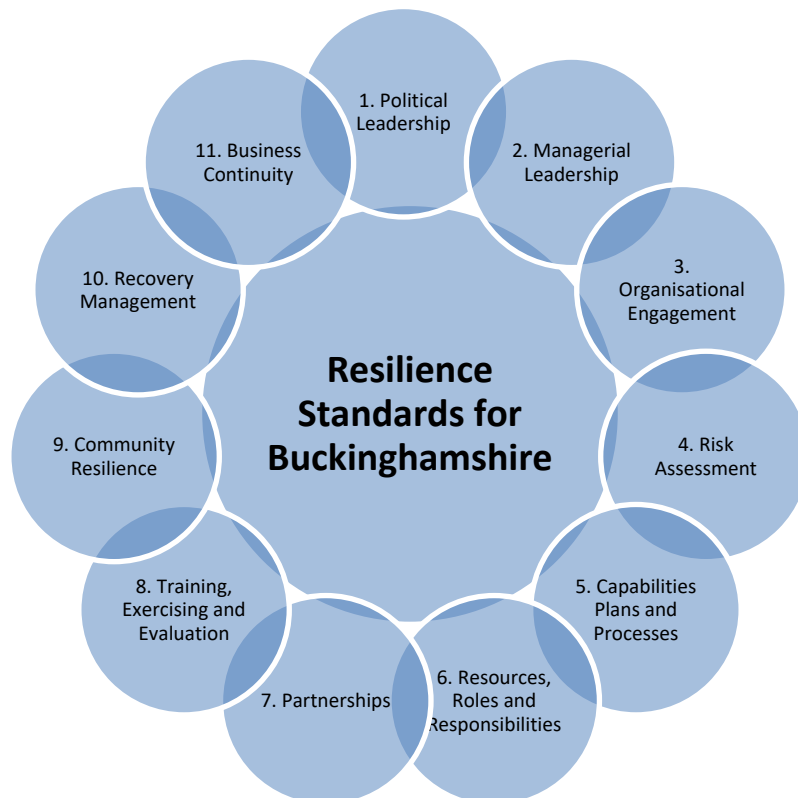 Resilience
Standards for
Buckinghamshire
1. Political
Leadership
2. Managerial
Leadership
3.
Organisational
Engagement
4. Risk
Assessment
5. Capabilities
Plans and
Processes
6. Resources,
Roles and
Responsibilities
7. Partnerships
8. Training,
Exercising and
Evaluation
9. Community
Resilience
10. Recovery
Management
11. Business
Continuity